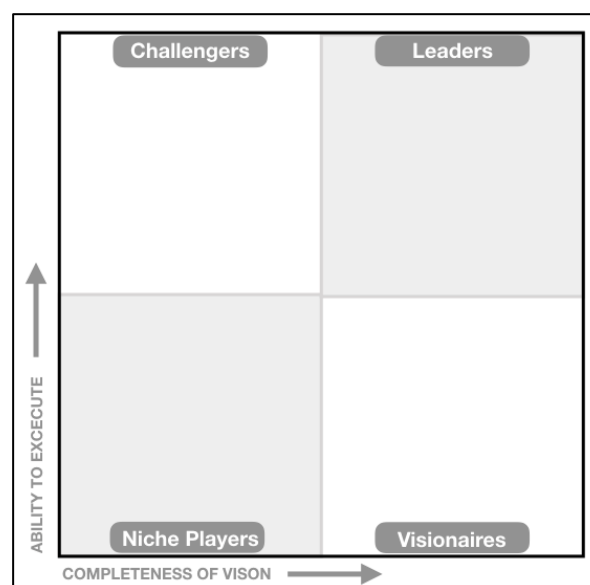 Challengers
Leaders
ABILITY TO EXCECUTE
Niche Players
Visionaires
COMPLETENESS OF VISON